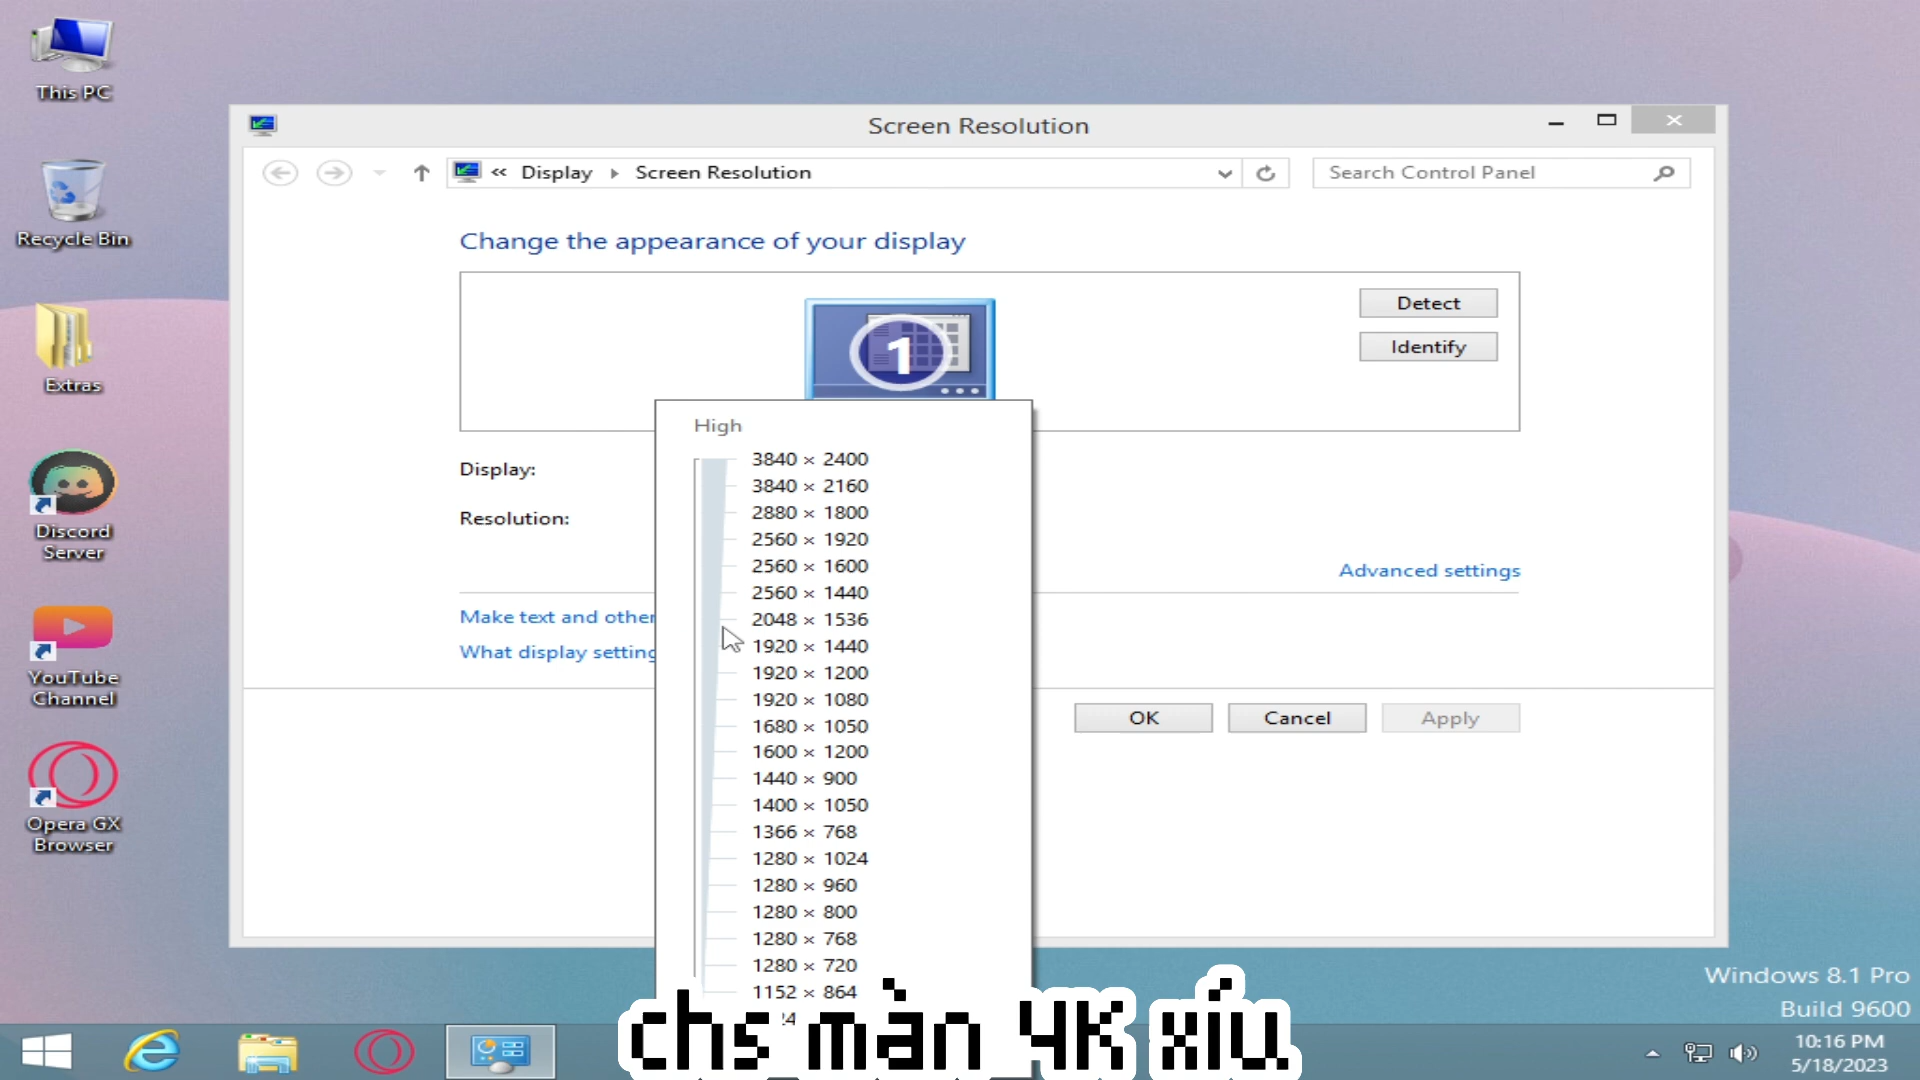 This PC
Recycle Bin
Extras
Discord
Server
YouTube
Channel
Opera GX
Browser
Screen Resolution
« Display Screen Resolution
Search Control Panel
Change the appearance of your display
1
Detect
Identify
Display:
Resolution:
Advanced settings
Make text and other
What display setting
OK
Cancel
Apply
High
3840 × 2400
3840 × 2160
2880 × 1800
2560 × 1920
2560 × 1600
2560 × 1440
2048 × 1536
1920 × 1440
1920 × 1200
1920 × 1080
1680 × 1050
1600 × 1200
1440 × 900
1400 × 1050
1366 × 768
1280 × 1024
1280 × 960
1280 × 800
1280 × 768
1280 × 720
1152 × 864
chs màn 4K xíu
Windows 8.1 Pro
Build 9600
10:16 PM
5/18/2023